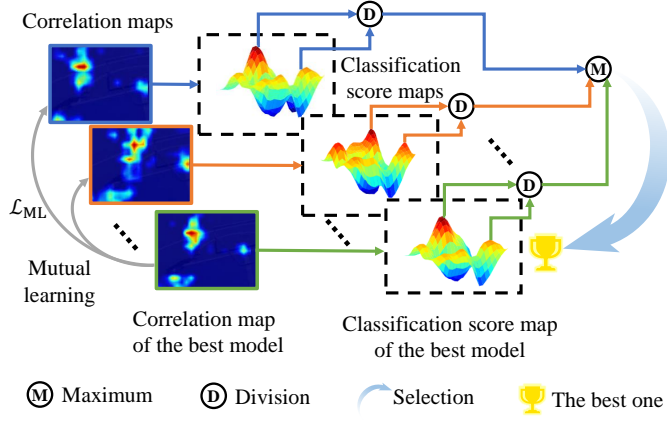 Correlation maps
D
Classification
score maps
M
D
D
ℒML
Mutual
learning
Correlation map
of the best model
Classification score map
of the best model
M Maximum
D Division
Selection
The best one